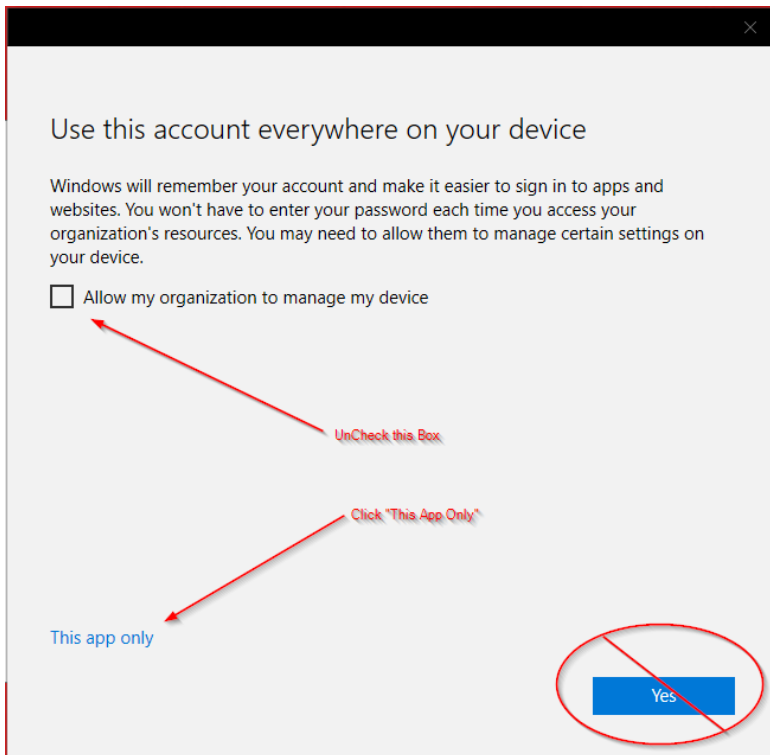 Use this account everywhere on your device
Windows will remember your account and make it easier to sign in to apps and
websites. You won't have to enter your password each time you access your
organization's resources. You may need to allow them to manage certain settings on
your device.
Allow my organization to manage my device
UnCheck this Box
Click "This App Only"
This app only
Yes